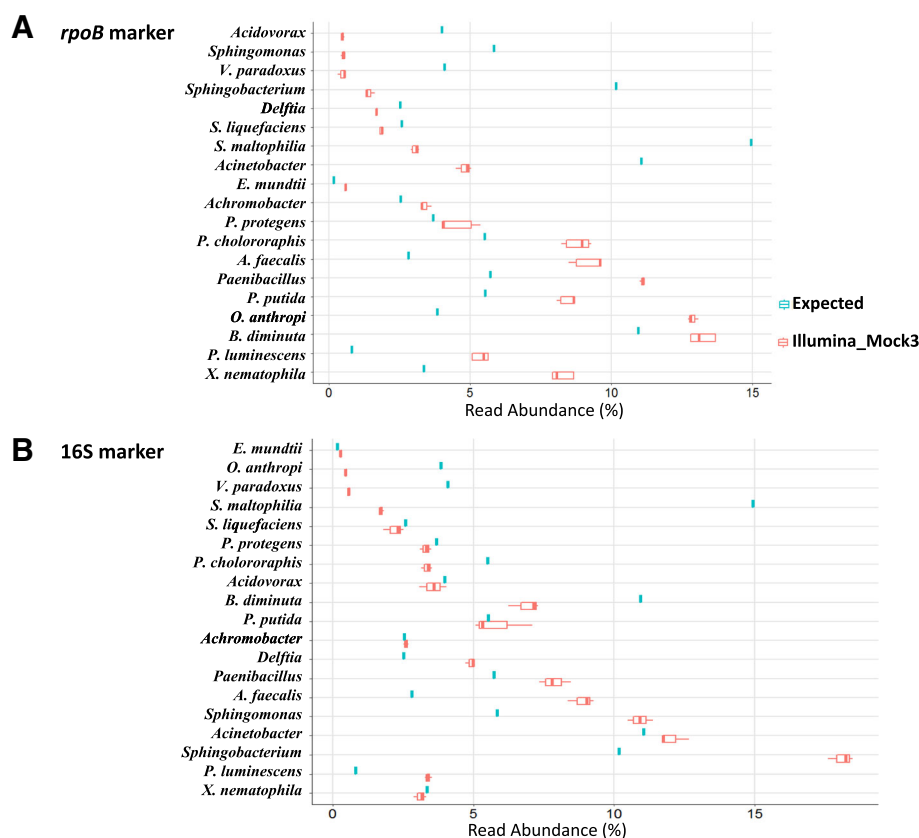 A rpoB marker
Acidovorax
Sphingomonas
V. paradoxus
Sphingobacterium
Delftia
S. liquefaciens
S. maltophilia
Acinetobacter
E. mundtii
Achromobacter
P. protegens
P. cholororaphis
A. faecalis
Paenibacillus
P. putida
O. anthropi
B. diminuta
P. luminescens
X. nematophila
0 5 10 15
Read Abundance (%)
Expected
Illumina_Mock3
B 16S marker
E. mundtii
O. anthropi
V. paradoxus
S. maltophilia
S. liquefaciens
P. protegens
P. cholororaphis
Acidovorax
B. diminuta
P. putida
Achromobacter
Delftia
Paenibacillus
A. faecalis
Sphingomonas
Acinetobacter
Sphingobacterium
P. luminescens
X. nematophila
0 5 10 15
Read Abundance (%)